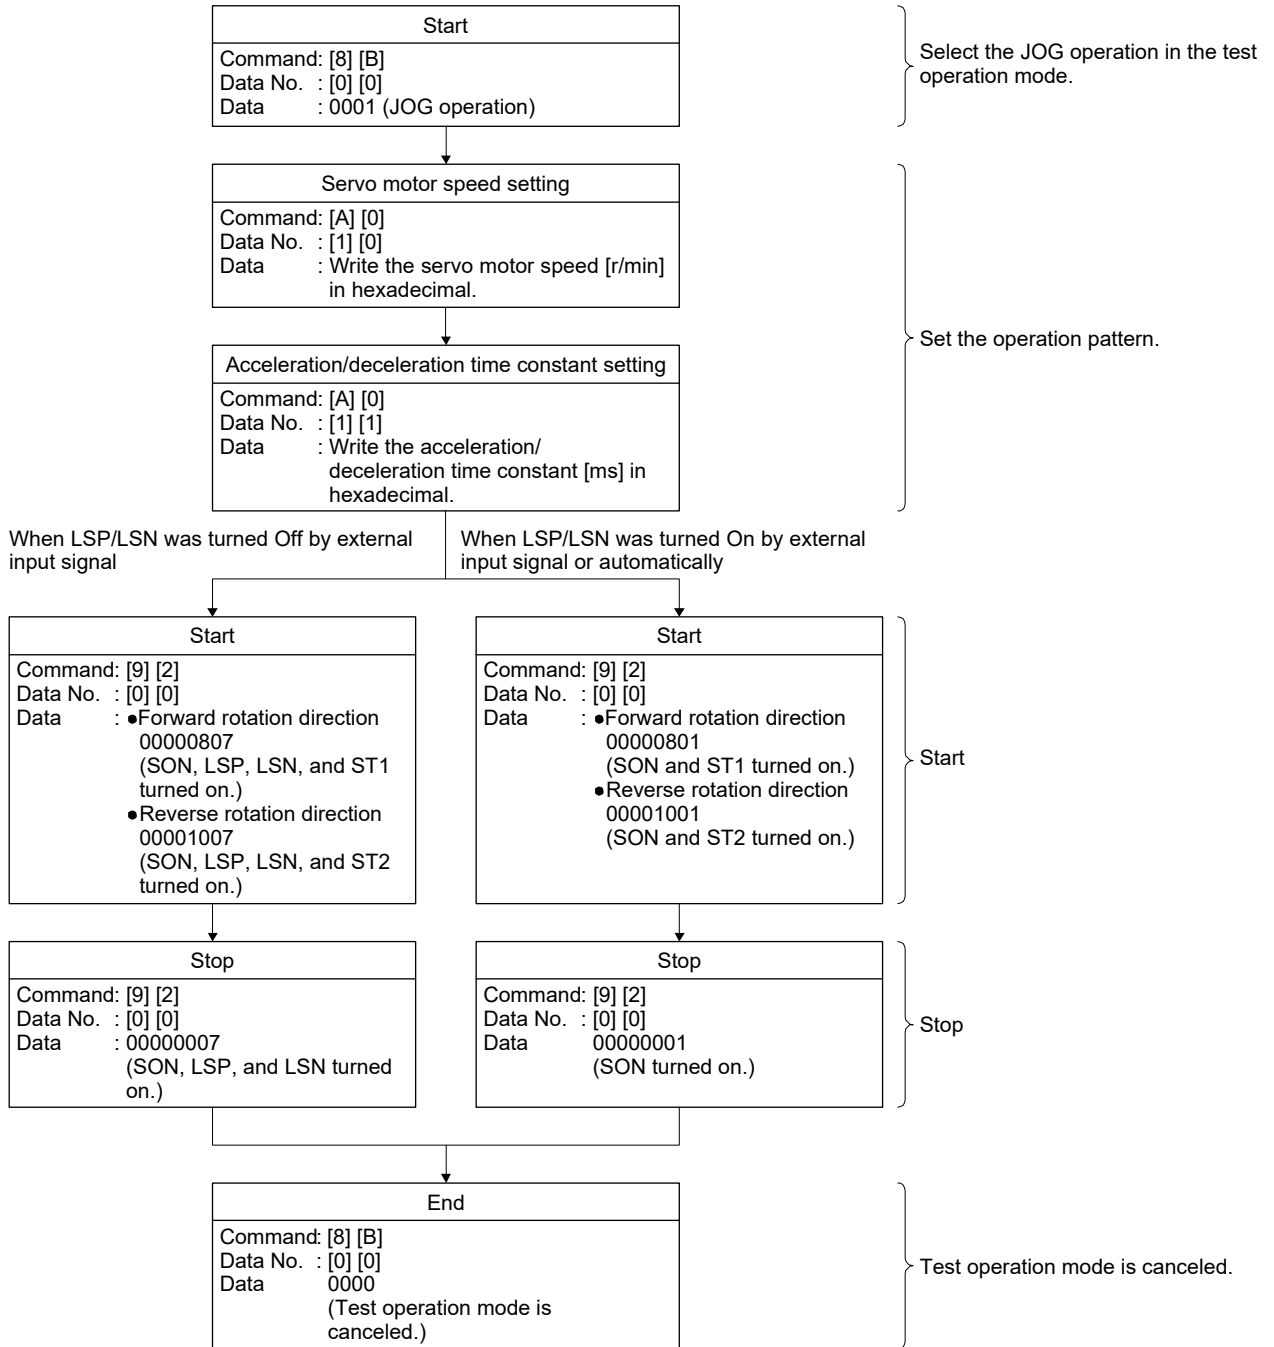 Start
Command: [8] [B]
Data No. : [0] [0]
Data : 0001 (JOG operation)
Select the JOG operation in the test
operation mode.
Servo motor speed setting
Command: [A] [0]
Data No. : [1] [0]
Data : Write the servo motor speed [r/min]
in hexadecimal.
Acceleration/deceleration time constant setting
Command: [A] [0]
Data No. : [1] [1]
Data : Write the acceleration/
deceleration time constant [ms] in
hexadecimal.
Set the operation pattern.
When LSP/LSN was turned Off by external
input signal
When LSP/LSN was turned On by external
input signal or automatically
Start
Command: [9] [2]
Data No. : [0] [0]
Data : ●Forward rotation direction
00000807
(SON, LSP, LSN, and ST1
turned on.)
●Reverse rotation direction
00001007
(SON, LSP, LSN, and ST2
turned on.)
Start
Command: [9] [2]
Data No. : [0] [0]
Data : ●Forward rotation direction
00000801
(SON and ST1 turned on.)
●Reverse rotation direction
00001001
(SON and ST2 turned on.)
Start
Stop
Command: [9] [2]
Data No. : [0] [0]
Data : 00000007
(SON, LSP, and LSN turned
on.)
Stop
Command: [9] [2]
Data No. : [0] [0]
Data 00000001
(SON turned on.)
Stop
End
Command: [8] [B]
Data No. : [0] [0]
Data 0000
(Test operation mode is
canceled.)
Test operation mode is canceled.